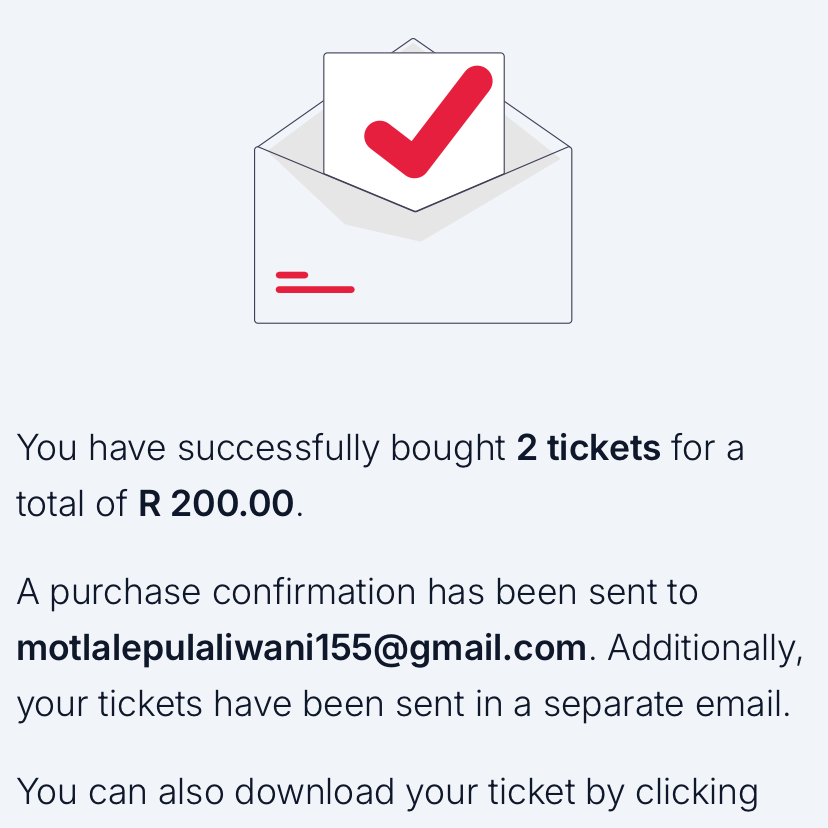 You have successfully bought 2 tickets for a
total of R 200.00.
A purchase confirmation has been sent to
motlalepulaliwani155@gmail.com. Additionally,
your tickets have been sent in a separate email.
You can also download your ticket by clicking